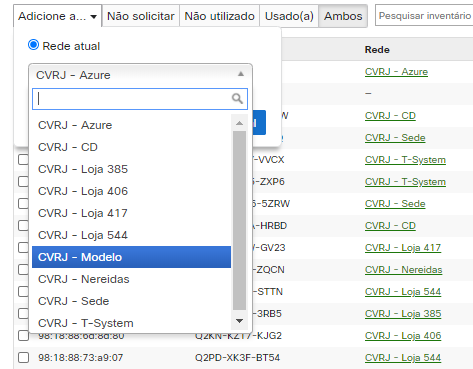 Adicione a... Não solicitar Não utilizado Usado(a) Ambos Pesquisar inventário
Rede atual
Rede
CVRJ - Azure
CVRJ - Azure
–
CVRJ - Azure
W CVRJ - CD
CVRJ - CD
CVRJ - Sede
CVRJ - Loja 385
-VVCX CVRJ - T-System
CVRJ - Loja 406
-ZXP6 CVRJ - T-System
CVRJ - Loja 417
-5ZRW CVRJ - Sede
CVRJ - Loja 544
-HRBD CVRJ - CD
CVRJ - Modelo
-GV23 CVRJ - Loja 417
CVRJ - Nereidas
-ZQCN CVRJ - Nereidas
CVRJ - Sede
-STTN CVRJ - Loja 544
CVRJ - T-System
-3RB5 CVRJ - Loja 385
98:18:88:6d:8d:80 Q2KN-KZ17-KJG2 CVRJ - Loja 406
98:18:88:73:a9:07 Q2PD-XK3F-BT54 CVRJ - Loja 544